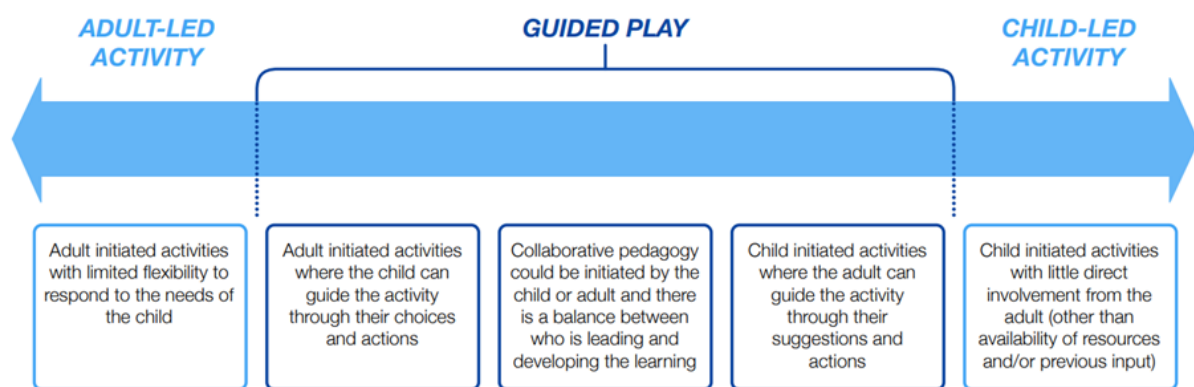 ADULT-LED
ACTIVITY
GUIDED PLAY
CHILD-LED
ACTIVITY
Adult initiated activities
with limited flexibility to
respond to the needs of
the child
Adult initiated activities
where the child can
guide the activity
through their choices
and actions
Collaborative pedagogy
could be initiated by the
child or adult and there
is a balance between
who is leading and
developing the learning
Child initiated activities
where the adult can
guide the activity
through their
suggestions and
actions
Child initiated activities
with little direct
involvement from the
adult (other than
availability of resources
and/or previous input)